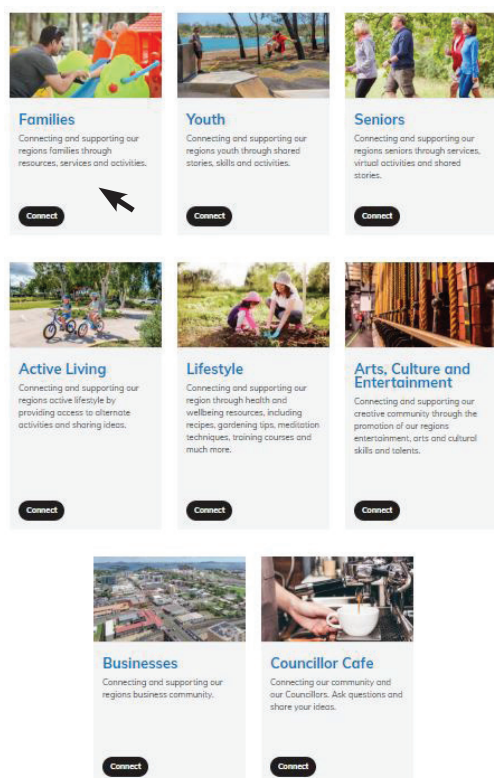 Families
Connecting and supporting our
regions families through
resources, services and activities.
Connect
Youth
Connecting and supporting our
regions youth through shared
stories, skills and activities.
Connect
Seniors
Connecting and supporting our
regions seniors through services,
virtual activities and shared
stories.
Connect
Active Living
Connecting and supporting our
regions active lifestyle by
providing access to alternate
activities and sharing ideas.
Connect
Lifestyle
Connecting and supporting our
region through health and
wellbeing resources, including
recipes, gardening tips, meditation
techniques, training courses and
much more.
Connect
Arts, Culture and
Entertainment
Connecting and supporting our
creative community through the
promotion of our regions
entertainment, arts and cultural
skills and talents.
Connect
Businesses
Connecting and supporting our
regions business community.
Connect
Councillor Cafe
Connecting our community and
our Councillors. Ask questions and
share your ideas.
Connect